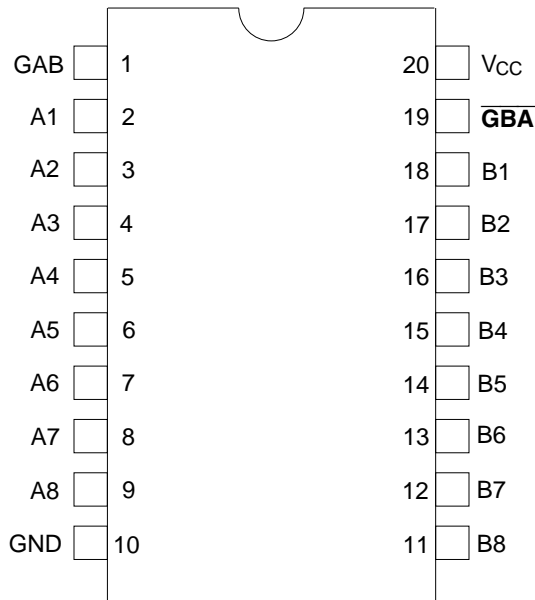 GAB 1 20 VCC
A1 2 19 GBA
A2 3 18 B1
A3 4 17 B2
A4 5 16 B3
A5 6 15 B4
A6 7 14 B5
A7 8 13 B6
A8 9 12 B7
GND 10 11 B8